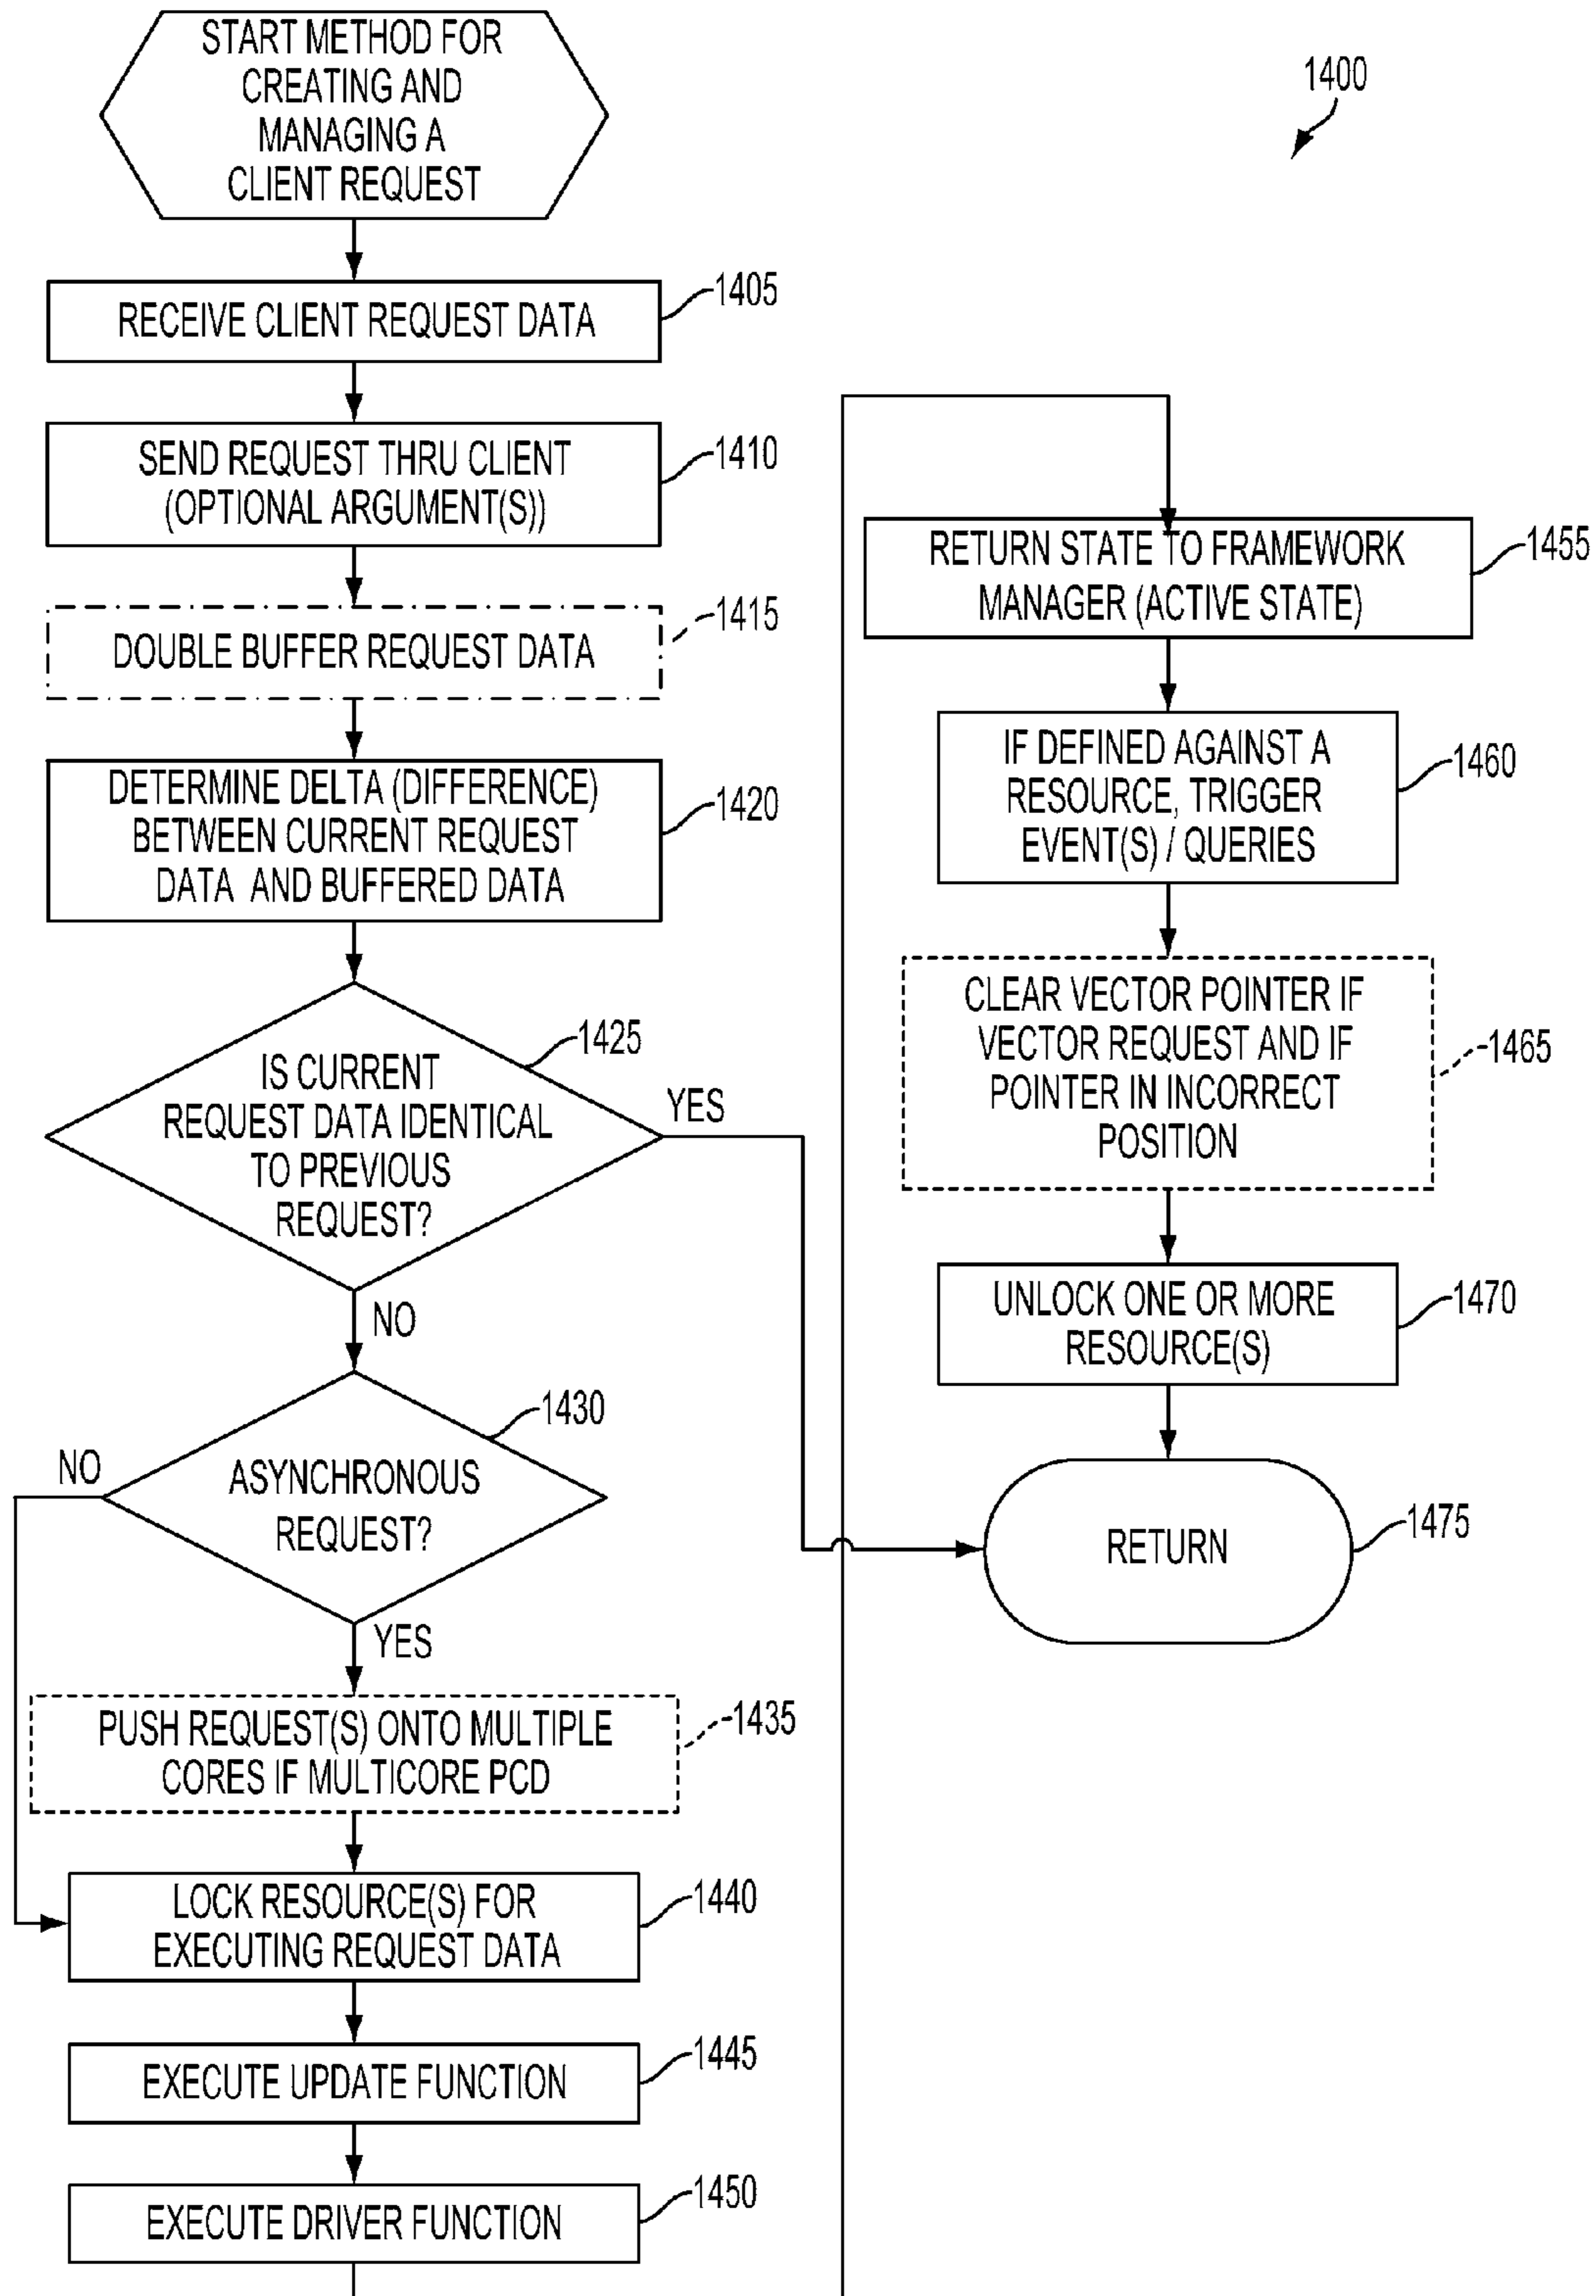 START METHOD FOR
CREATING AND
MANAGING A
CLIENT REQUEST
1400
RECEIVE CLIENT REQUEST DATA
1405
SEND REQUEST THRU CLIENT
(OPTIONAL ARGUMENT(S))
1410
DOUBLE BUFFER REQUEST DATA
1415
DETERMINE DELTA (DIFFERENCE)
BETWEEN CURRENT REQUEST
DATA AND BUFFERED DATA
1420
IS CURRENT
REQUEST DATA IDENTICAL
TO PREVIOUS
REQUEST?
1425
YES
NO
ASYNCHRONOUS
REQUEST?
1430
NO
YES
PUSH REQUEST(S) ONTO MULTIPLE
CORES IF MULTICORE PCD
1435
LOCK RESOURCE(S) FOR
EXECUTING REQUEST DATA
1440
EXECUTE UPDATE FUNCTION
1445
EXECUTE DRIVER FUNCTION
1450
RETURN STATE TO FRAMEWORK
MANAGER (ACTIVE STATE)
1455
IF DEFINED AGAINST A
RESOURCE, TRIGGER
EVENT(S) / QUERIES
1460
CLEAR VECTOR POINTER IF
VECTOR REQUEST AND IF
POINTER IN INCORRECT
POSITION
1465
UNLOCK ONE OR MORE
RESOURCE(S)
1470
RETURN
1475